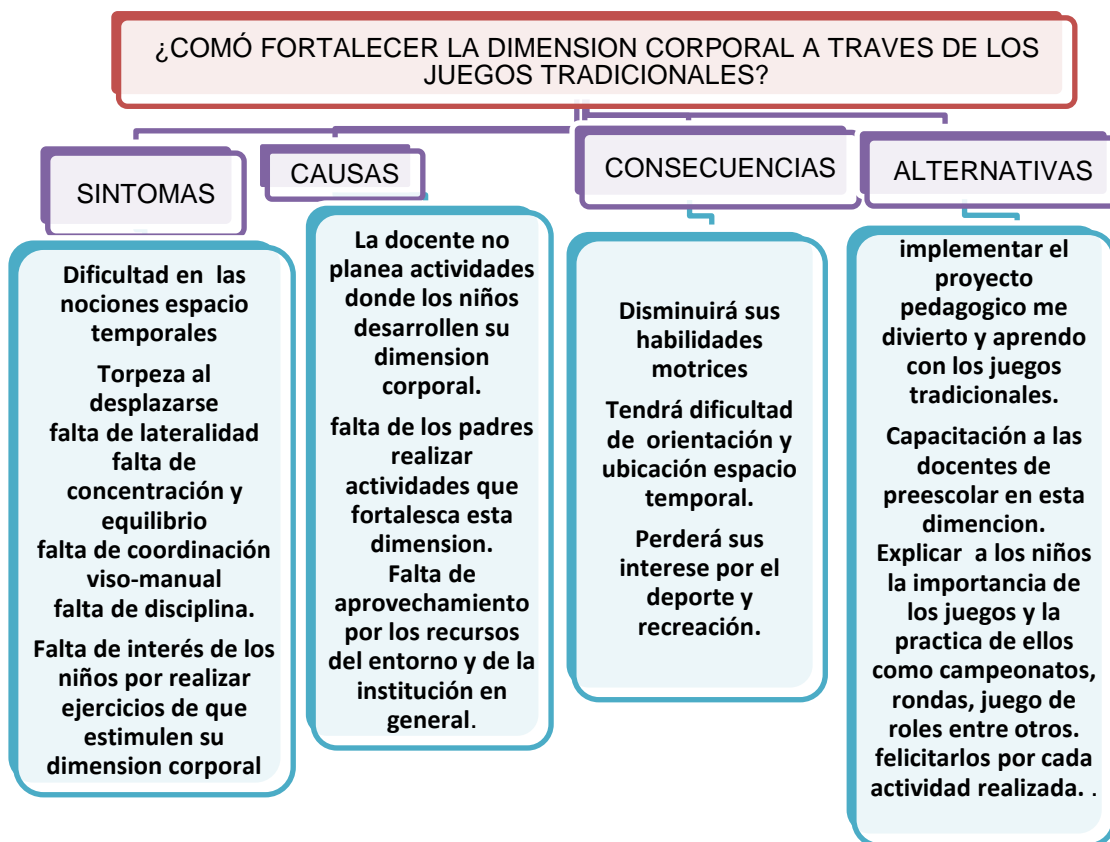 ¿COMÓ FORTALECER LA DIMENSION CORPORAL A TRAVES DE LOS
JUEGOS TRADICIONALES?
SINTOMAS
Dificultad en las
nociones espacio
temporales
Torpeza al
desplazarse
falta de lateralidad
falta de
concentración y
equilibrio
falta de coordinación
viso-manual
falta de disciplina.
Falta de interés de los
niños por realizar
ejercicios de que
estimulen su
dimension corporal
CAUSAS
La docente no
planea actividades
donde los niños
desarrollen su
dimension
corporal.
falta de los padres
realizar
actividades que
fortalesca esta
dimension.
Falta de
aprovechamiento
por los recursos
del entorno y de la
institución en
general.
CONSECUENCIAS
Disminuirá sus
habilidades
motrices
Tendrá dificultad
de orientación y
ubicación espacio
temporal.
Perderá sus
interese por el
deporte y
recreación.
ALTERNATIVAS
implementar el
proyecto
pedagogico me
divierto y aprendo
con los juegos
tradicionales.
Capacitación a las
docentes de
preescolar en esta
dimencion.
Explicar a los niños
la importancia de
los juegos y la
practica de ellos
como campeonatos,
rondas, juego de
roles entre otros.
felicitarlos por cada
actividad realizada. .